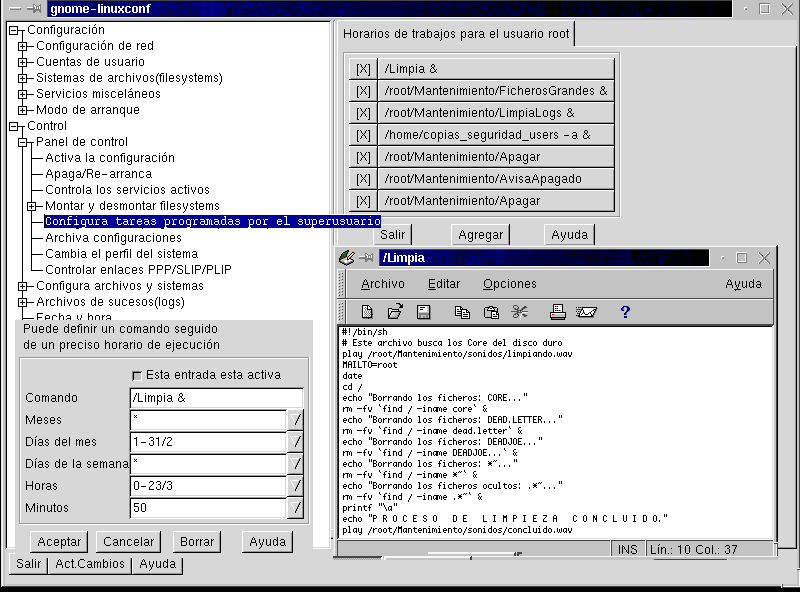 gnome-linuxconf
Configuración
Configuración de red
Cuentas de usuario
Sistemas de archivos(filesystems)
Servicios misceláneos
Modo de arranque
Control
Panel de control
Activa la configuración
Apaga/Re-arranca
Controla los servicios activos
Montar y desmontar filesystems
Configura tareas programadas por el superusuario
Archiva configuraciones
Cambia el perfil del sistema
Controlar enlaces PPP/SLIP/PLIP
Configura archivos y sistemas
Archivos de sucesos(logs)
Fecha y hora
Puede definir un comando seguido
de un preciso horario de ejecución
Esta entrada esta activa
Comando /Limpia &
Meses *
Días del mes 1-31/2
Días de la semana *
Horas 0-23/3
Minutos 50
Aceptar Cancelar Borrar Ayuda
Salir Act.Cambios Ayuda
Horarios de trabajos para el usuario root
[X] /Limpia &
[X] /root/Mantenimiento/FicherosGrandes &
[X] /root/Mantenimiento/LimpiaLogs &
[X] /home/copias_seguridad_users -a &
[X] /root/Mantenimiento/Apagar
[X] /root/Mantenimiento/AvisaApagado
[X] /root/Mantenimiento/Apagar
Salir Agregar Ayuda
/Limpia
Archivo Editar Opciones Ayuda
?
#!/bin/sh
# Este archivo busca los Core del disco duro
play /root/Mantenimiento/sonidos/limpiando.wav
MAILTO=root
date
cd /
echo "Borrando los ficheros: CORE..."
rm -fv `find / -iname core` &
echo "Borrando los ficheros: DEAD.LETTER..."
rm -fv `find / -iname dead.letter` &
echo "Borrando los ficheros: DEADJOE..."
rm -fv `find / -iname DEADJOE...` &
echo "Borrando los ficheros: *~..."
rm -fv `find / -iname *~` &
echo "Borrando los ficheros ocultos: .*~..."
rm -fv `find / -iname .*~` &
printf "\a"
echo "P R O C E S O   D E   L I M P I E Z A   C O N C L U I D O."
play /root/Mantenimiento/sonidos/concluido.wav
INS Lín.: 10 Col.: 37